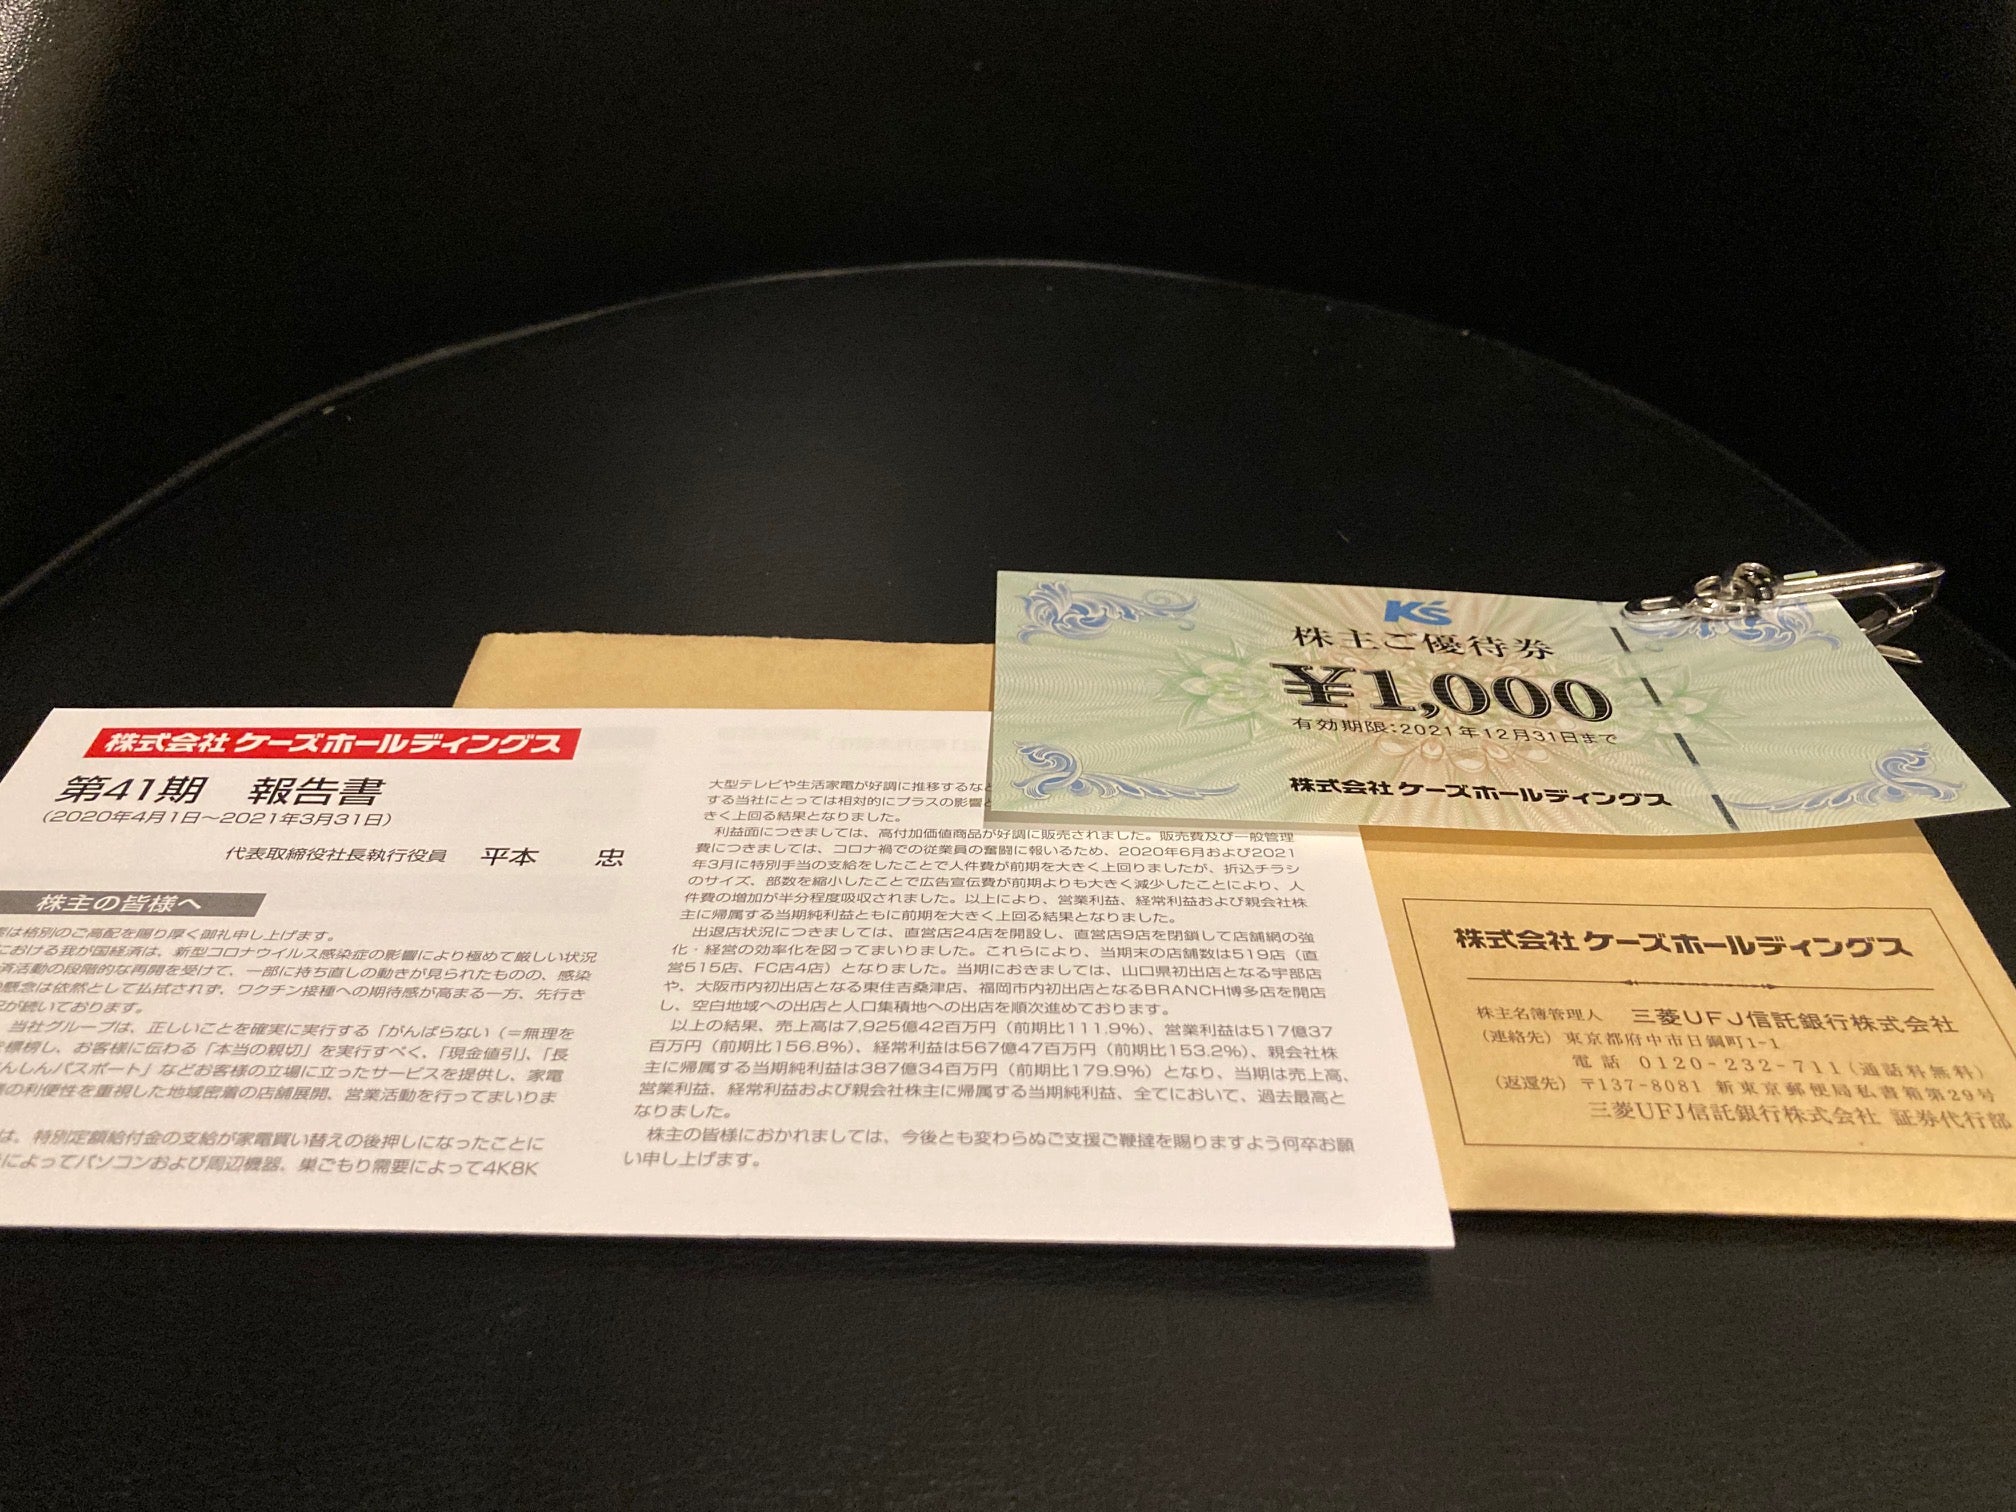 株式会社 ケーズホールディングス
第41期 報告書
(2020年4月1日～2021年3月31日)
代表取締役社長執行役員 平本 忠
株主の皆様へ
は格別のご高配を賜り厚く御礼申し上げます。
における我が国経済は、新型コロナウイルス感染症の影響により極めて厳しい状況
済活動の段階的な再開を受けて、一部に持ち直しの動きが見られたものの、感染
懸念は依然として払拭されず、ワクチン接種への期待感が高まる一方、先行き
が続いております。
当社グループは、正しいことを確実に実行する「がんばらない（＝無理を
標榜し、お客様に伝わる「本当の親切」を実行すべく、「現金値引」、「長
んしんパスポート」などお客様の立場に立ったサービスを提供し、家電
の利便性を重視した地域密着の店舗展開、営業活動を行ってまいりま
は、特別定額給付金の支給が家電買い替えの後押しになったことに
によってパソコンおよび周辺機器、巣ごもり需要によって4K8K
大型テレビや生活家電が好調に推移するなど
する当社にとっては相対的にプラスの影響と
きく上回る結果となりました。
利益面につきましては、高付加価値商品が好調に販売されました。販売費及び一般管理
費につきましては、コロナ禍での従業員の奮闘に報いるため、2020年6月および2021
年3月に特別手当の支給をしたことで人件費が前期を大きく上回りましたが、折込チラシ
のサイズ、部数を縮小したことで広告宣伝費が前期よりも大きく減少したことにより、人
件費の増加が半分程度吸収されました。以上により、営業利益、経常利益および親会社株
主に帰属する当期純利益ともに前期を大きく上回る結果となりました。
出退店状況につきましては、直営店24店を開設し、直営店9店を閉鎖して店舗網の強
化・経営の効率化を図ってまいりました。これらにより、当期末の店舗数は519店（直
営515店、FC店4店）となりました。当期におきましては、山口県初出店となる宇部店
や、大阪市内初出店となる東住吉桑津店、福岡市内初出店となるBRANCH博多店を開店
し、空白地域への出店と人口集積地への出店を順次進めております。
以上の結果、売上高は7,925億42百万円（前期比111.9%）、営業利益は517億37
百万円（前期比156.8%）、経常利益は567億47百万円（前期比153.2%）、親会社株
主に帰属する当期純利益は387億34百万円（前期比179.9%）となり、当期は売上高、
営業利益、経常利益および親会社株主に帰属する当期純利益、全てにおいて、過去最高と
なりました。
株主の皆様におかれましては、今後とも変わらぬご支援ご鞭撻を賜りますよう何卒お願
い申し上げます。
K's
株主ご優待券
¥1,000
有効期限:2021年12月31日まで
株式会社 ケーズホールディングス
株式会社 ケーズホールディングス
株主名簿管理人 三菱UFJ信託銀行株式会社
(連絡先) 東京都府中市日鋼町1-1
電話 0120-232-711(通話料無料)
(返還先) 〒137-8081 新東京郵便局私書箱第29号
三菱UFJ信託銀行株式会社 証券代行部